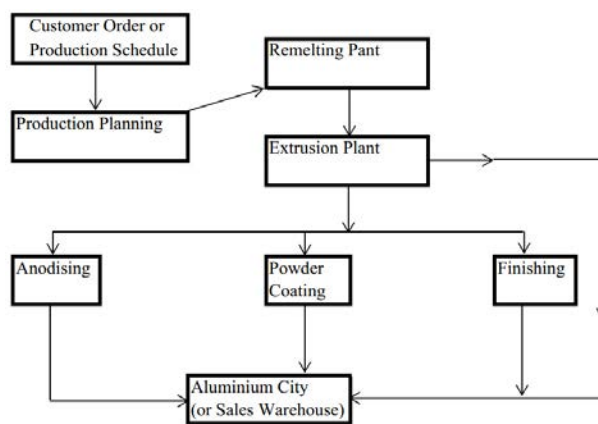 Customer Order or
Production Schedule
Remelting Pant
Production Planning
Extrusion Plant
Anodising
Powder
Coating
Finishing
Aluminium City
(or Sales Warehouse)